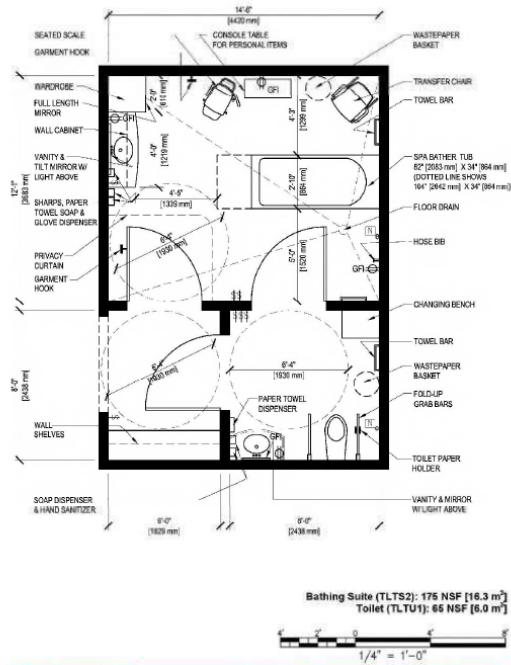 14'-6"
[4420 mm]
SEATED SCALE
GARMENT HOOK
CONSOLE TABLE
FOR PERSONAL ITEMS
WASTEPAPER
BASKET
WARDROBE
FULL LENGTH
MIRROR
WALL CABINET
VANITY &
TILT MIRROR W/
LIGHT ABOVE
SHARPS, PAPER
TOWEL SOAP &
GLOVE DISPENSER
PRIVACY
CURTAIN
GARMENT
HOOK
2'-0"
[610 mm]
GFI
GFI
4'-0"
[1219 mm]
4'-3"
[1299 mm]
2'-10"
[864 mm]
[1339 mm]
[1930 mm]
5'-0"
[1520 mm]
12'-1"
[3683 mm]
TRANSFER CHAIR
TOWEL BAR
SPA BATHER TUB
82" [2083 mm] X 34" [864 mm]
(DOTTED LINE SHOWS
104" [2642 mm] X 34" [864 mm])
FLOOR DRAIN
N
HOSE BIB
GFI
CHANGING BENCH
TOWEL BAR
WASTEPAPER
BASKET
FOLD-UP
GRAB BARS
N
TOILET PAPER
HOLDER
VANITY & MIRROR
W/ LIGHT ABOVE
8'-0"
[2438 mm]
6'-4"
[1930 mm]
6'-4"
[1930 mm]
PAPER TOWEL
DISPENSER
GFI
WALL
SHELVES
SOAP DISPENSER
& HAND SANITIZER
6'-0"
[1829 mm]
8'-0"
[2438 mm]
Bathing Suite (TLTS2): 175 NSF [16.3 m²]
Toilet (TLTU1): 65 NSF [6.0 m²]
4' 2' 0 4' 8'
1/4" = 1'-0"